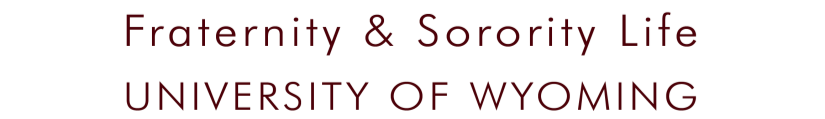 Fraternity & Sorority Life
UNIVERSITY OF WYOMING